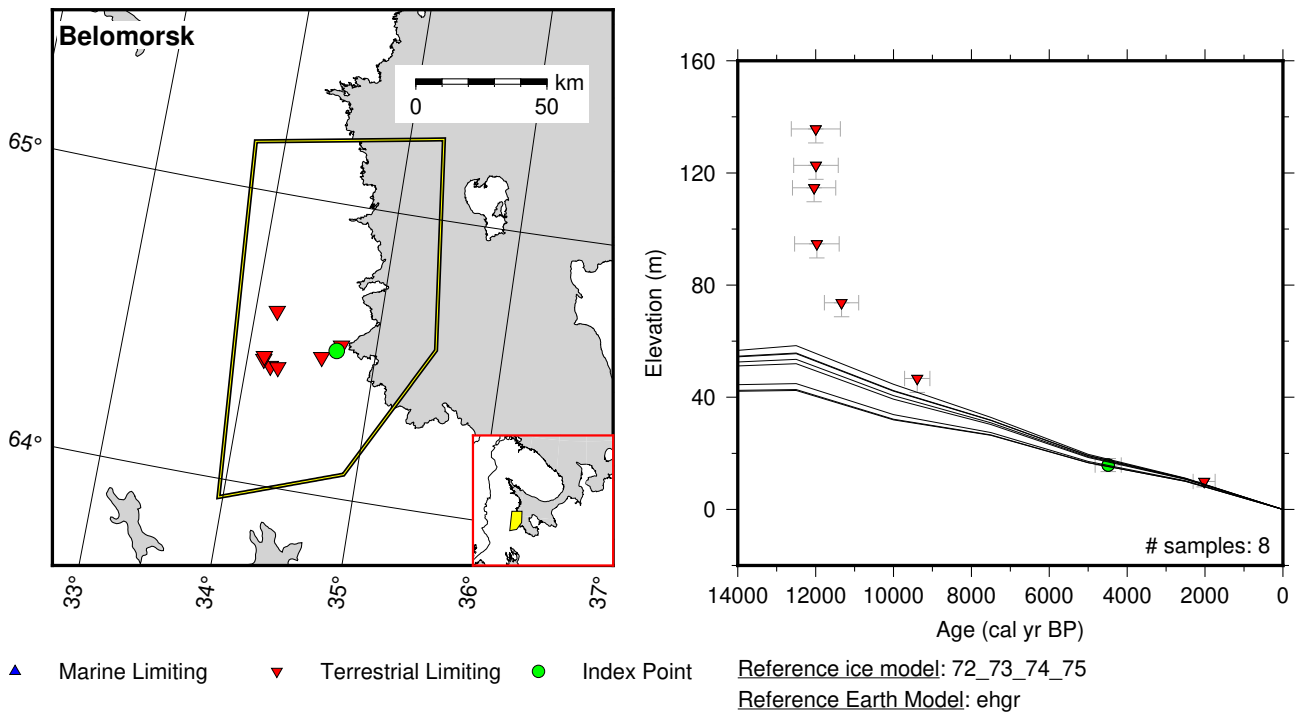 Belomorsk
km
0 50
65°
64°
33° 34° 35° 36° 37°
Elevation (m)
160
120
80
40
0
# samples: 8
14000 12000 10000 8000 6000 4000 2000 0
Age (cal yr BP)
Marine Limiting Terrestrial Limiting Index Point
Reference ice model: 72_73_74_75
Reference Earth Model: ehgr